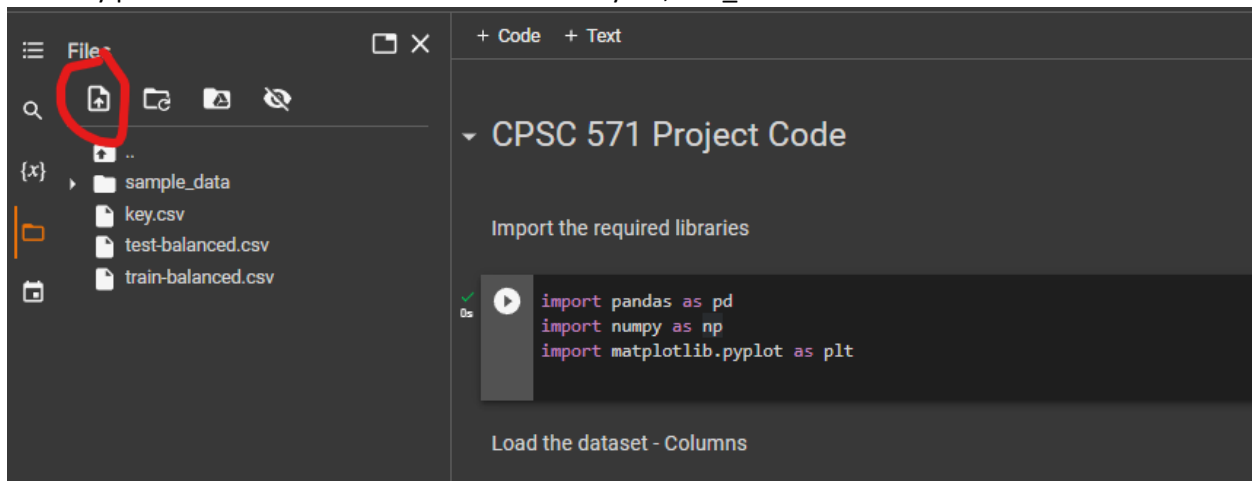 Files
+ Code + Text
CPSC 571 Project Code
..
{x}
sample_data
key.csv
Import the required libraries
test-balanced.csv
train-balanced.csv
0s
import pandas as pd
import numpy as np
import matplotlib.pyplot as plt
Load the dataset - Columns